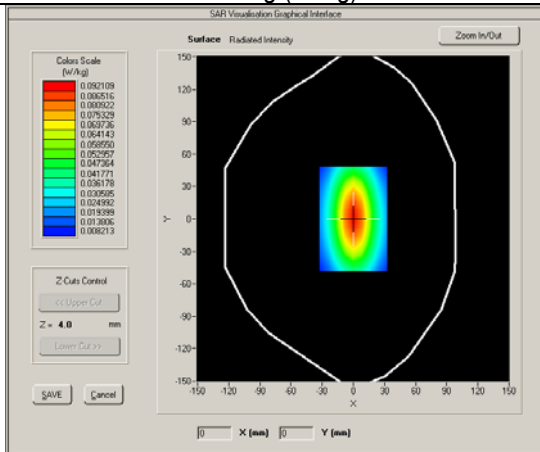 SAR Visualisation Graphical Interface
Surface Radiated Intensity
Zoom In/Out
Colors Scale
(W/kg)
0.092109
0.086516
0.080922
0.075329
0.069736
0.064143
0.058550
0.052957
0.047364
0.041771
0.036178
0.030585
0.024992
0.019399
0.013806
0.008213
150
120
90
60
30
0
-30
-60
-90
-120
-150
Y
-150 -120 -90 -60 -30 0 30 60 90 120 150
X
Z Cuts Control
<< Upper Cut
Z = 4.0 mm
Lower Cut >>
SAVE Cancel
0 X (mm) 0 Y (mm)